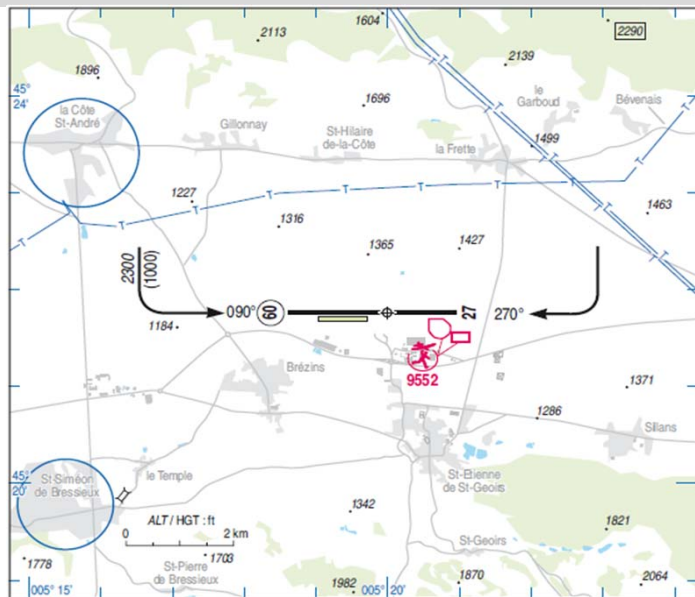 1604
2113
2290
2139
1896
45°
24'
la Côte
St-André
1696
le
Garboud
Bévenais
Gillonnay
St-Hilaire
de-la-Côte
la Frette
1499
T
T
T
T
T
T
T
T
T
T
T
T
1227
1316
1463
1365
1427
2300
(1000)
090°
09
27
270°
1184
9552
Brézins
1371
1286
Sillans
45°
20'
St-Siméon
de Bressieux
le Temple
St-Etienne
de St-Geoirs
ALT / HGT : ft
0
2 km
1342
1821
St-Geoirs
1778
1703
St-Pierre
de Bressieux
005° 15'
1982
005° 20'
1870
2064